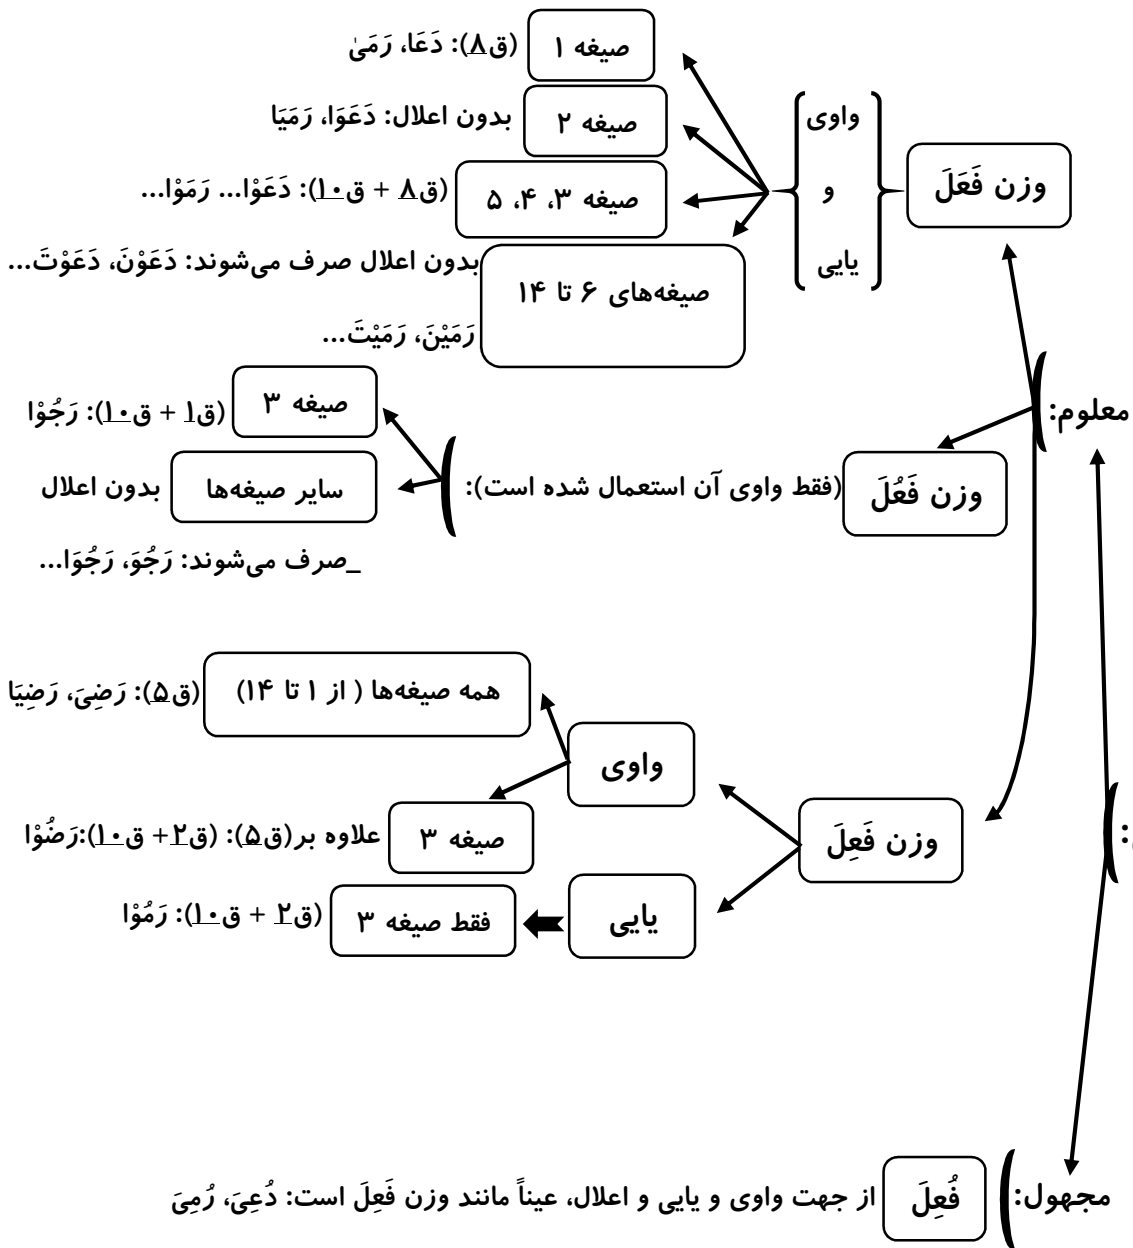 صیغه ۱ (ق۸): دَعَا، رَمَیٰ
صیغه ۲ بدون اعلال: دَعَوَا، رَمَیَا
صیغه ۳، ۴، ۵ (ق۸ + ق۱۰): دَعَوْا... رَمَوْا...
صیغه‌های ۶ تا ۱۴ بدون اعلال صرف می‌شوند: دَعَوْنَ، دَعَوْتَ...
رَمَیْنَ، رَمَیْتَ...
واوی
و
یایی
وزن فَعَلَ
معلوم:
صیغه ۳ (ق۱ + ق۱۰): رَجُوْا
وزن فَعُلَ (فقط واوی آن استعمال شده است):
سایر صیغه‌ها بدون اعلال
_صرف می‌شوند: رَجُوَ، رَجُوَا...
همه صیغه‌ها ( از ۱ تا ۱۴) (ق۵): رَضِیَ، رَضِیَا
واوی
صیغه ۳ علاوه بر(ق۵): (ق۲+ ق۱۰):رَضُوْا
وزن فَعِلَ
یایی
فقط صیغه ۳ (ق۲ + ق۱۰): رَمُوْا
مجهول: فُعِلَ از جهت واوی و یایی و اعلال، عیناً مانند وزن فَعِلَ است: دُعِیَ، رُمِیَ